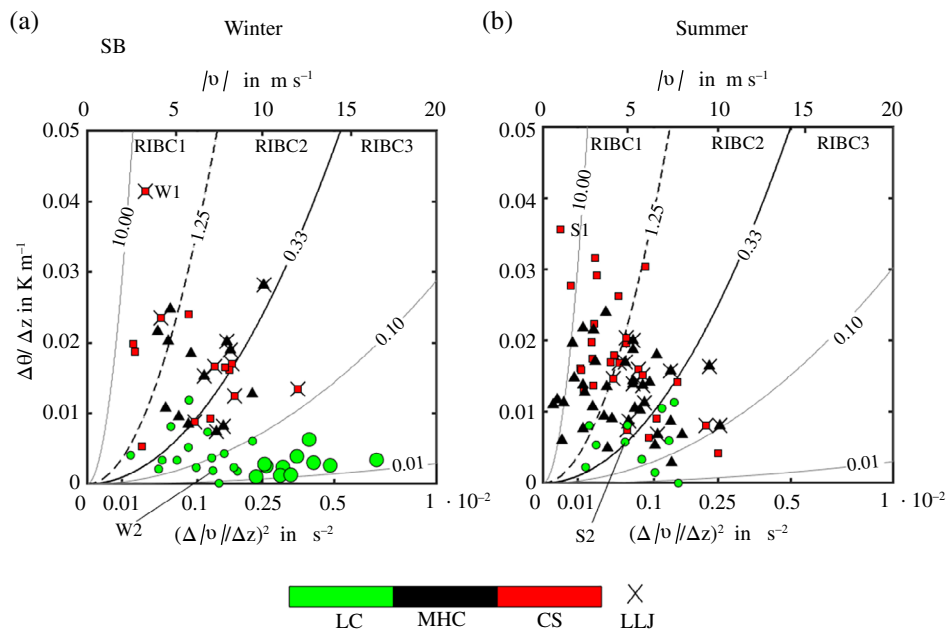 (a) Winter
SB
|υ| in m s⁻¹
0 5 10 15 20
0.05
0.04
0.03
0.02
0.01
0
Δθ/ Δz in K m⁻¹
RIBC1 RIBC2 RIBC3
W1
10.00
1.25
0.33
0.10
0.01
0 0.01 0.1 0.5 1 · 10⁻²
W2
(Δ|υ|/Δz)² in s⁻²
(b) Summer
|υ| in m s⁻¹
0 5 10 15 20
0.05
0.04
0.03
0.02
0.01
0
RIBC1 RIBC2 RIBC3
S1
10.00
1.25
0.33
0.10
0.01
0 0.01 0.1 0.5 1 · 10⁻²
S2
(Δ|υ|/Δz)² in s⁻²
LC MHC CS LLJ